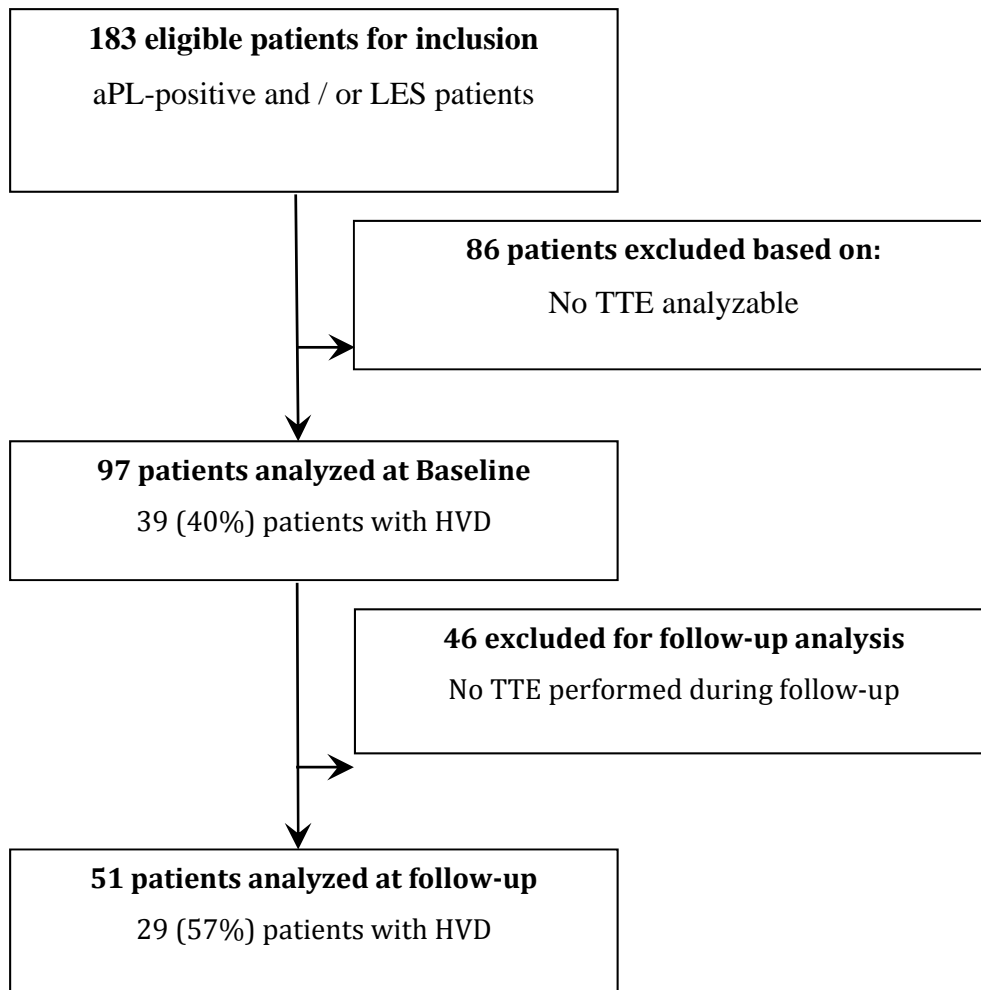 183 eligible patients for inclusion
aPL-positive and / or LES patients
86 patients excluded based on:
No TTE analyzable
97 patients analyzed at Baseline
39 (40%) patients with HVD
46 excluded for follow-up analysis
No TTE performed during follow-up
51 patients analyzed at follow-up
29 (57%) patients with HVD